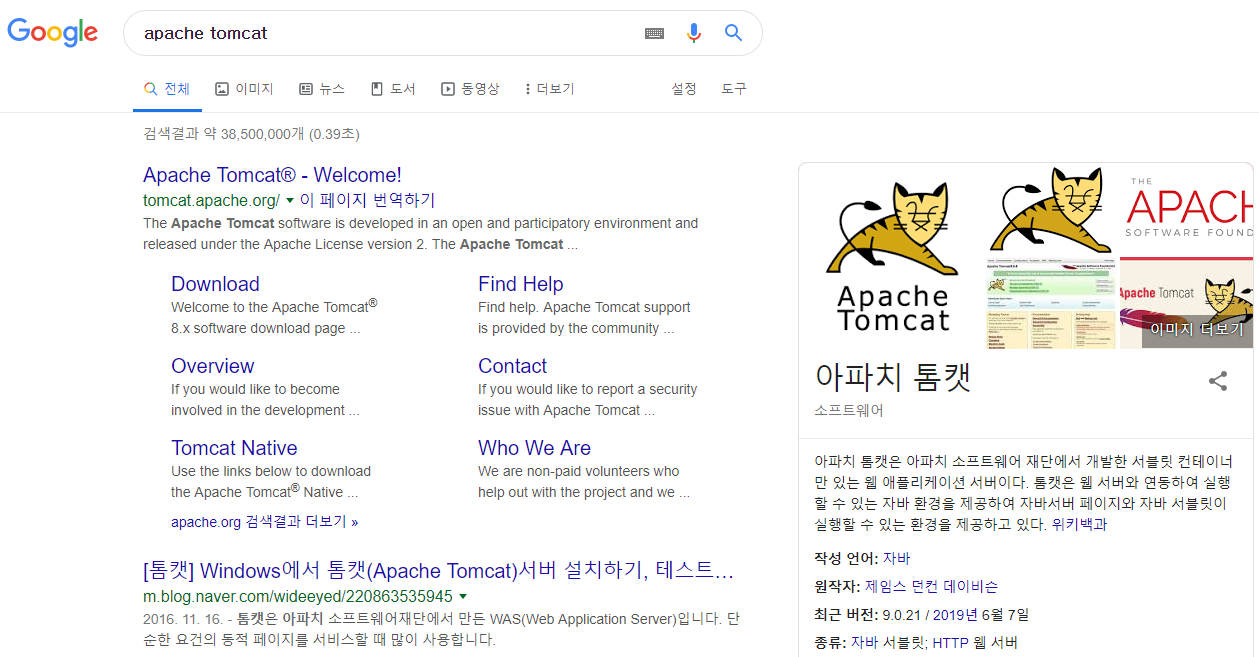 Google
apache tomcat
전체 이미지 뉴스 도서 동영상 더보기 설정 도구
검색결과 약 38,500,000개 (0.39초)
Apache Tomcat® - Welcome!
tomcat.apache.org/ ▼ 이 페이지 번역하기
The Apache Tomcat software is developed in an open and participatory environment and
released under the Apache License version 2. The Apache Tomcat ...
Download
Welcome to the Apache Tomcat®
8.x software download page ...
Find Help
Find help. Apache Tomcat support
is provided by the community ...
Overview
If you would like to become
involved in the development ...
Contact
If you would like to report a security
issue with Apache Tomcat ...
Tomcat Native
Use the links below to download
the Apache Tomcat® Native ...
Who We Are
We are non-paid volunteers who
help out with the project and we ...
apache.org 검색결과 더보기 »
[톰캣] Windows에서 톰캣(Apache Tomcat)서버 설치하기, 테스트...
m.blog.naver.com/wideeyed/220863535945 ▼
2016. 11. 16. - 톰캣은 아파치 소프트웨어재단에서 만든 WAS(Web Application Server)입니다. 단
순한 요건의 동적 페이지를 서비스할 때 많이 사용합니다.
Apache
Tomcat
THE
APACH
SOFTWARE FOUND
Apache Tomcat
이미지 더보기
아파치 톰캣
소프트웨어
아파치 톰캣은 아파치 소프트웨어 재단에서 개발한 서블릿 컨테이너
만 있는 웹 애플리케이션 서버이다. 톰캣은 웹 서버와 연동하여 실행
할 수 있는 자바 환경을 제공하여 자바서버 페이지와 자바 서블릿이
실행할 수 있는 환경을 제공하고 있다. 위키백과
작성 언어: 자바
원작자: 제임스 던컨 데이비슨
최근 버전: 9.0.21 / 2019년 6월 7일
종류: 자바 서블릿; HTTP 웹 서버